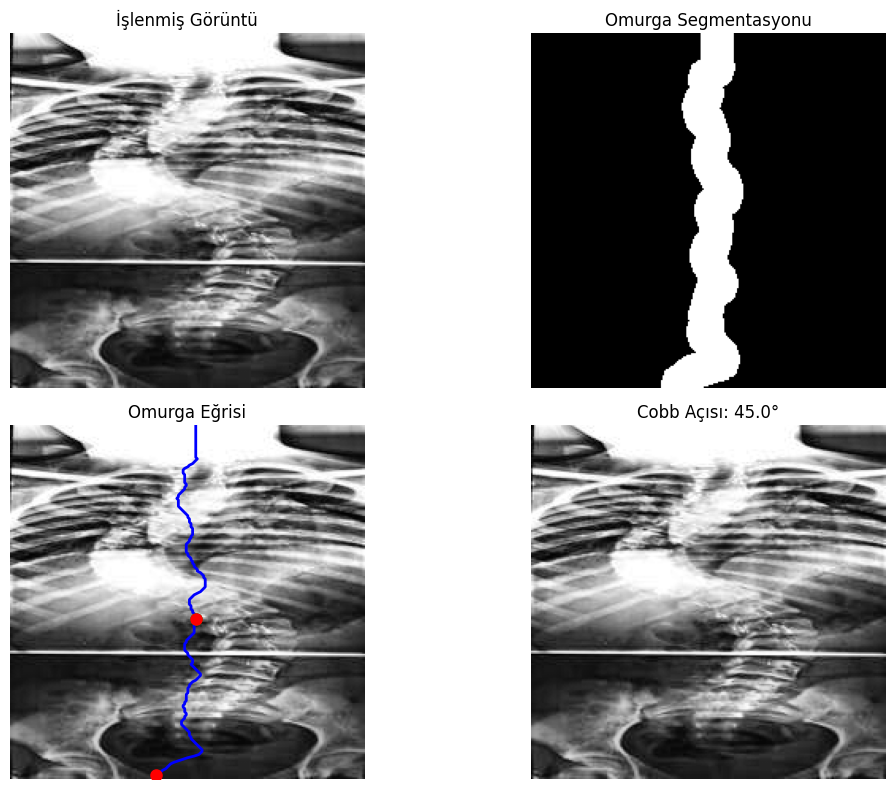 İşlenmiş Görüntü
Omurga Segmentasyonu
Omurga Eğrisi
Cobb Açısı: 45.0°